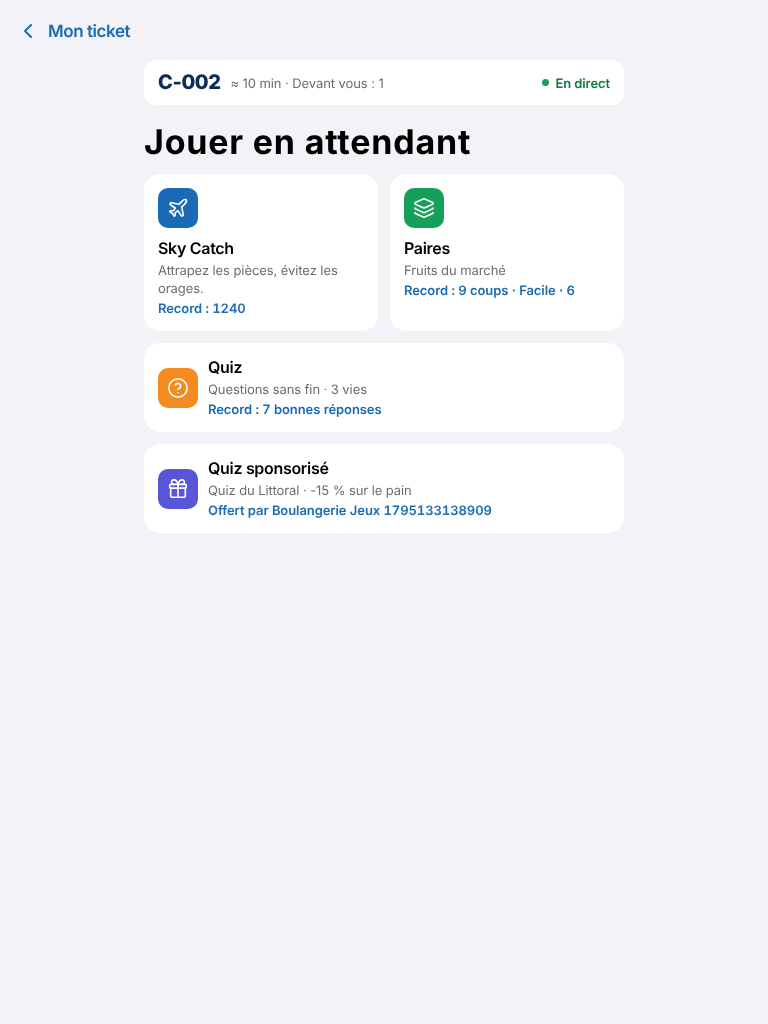 Mon ticket
C-002 ≈ 10 min · Devant vous : 1
En direct
Jouer en attendant
Sky Catch
Attrapez les pièces, évitez les
orages.
Record : 1240
Paires
Fruits du marché
Record : 9 coups · Facile · 6
Quiz
Questions sans fin · 3 vies
Record : 7 bonnes réponses
Quiz sponsorisé
Quiz du Littoral · -15 % sur le pain
Offert par Boulangerie Jeux 1795133138909